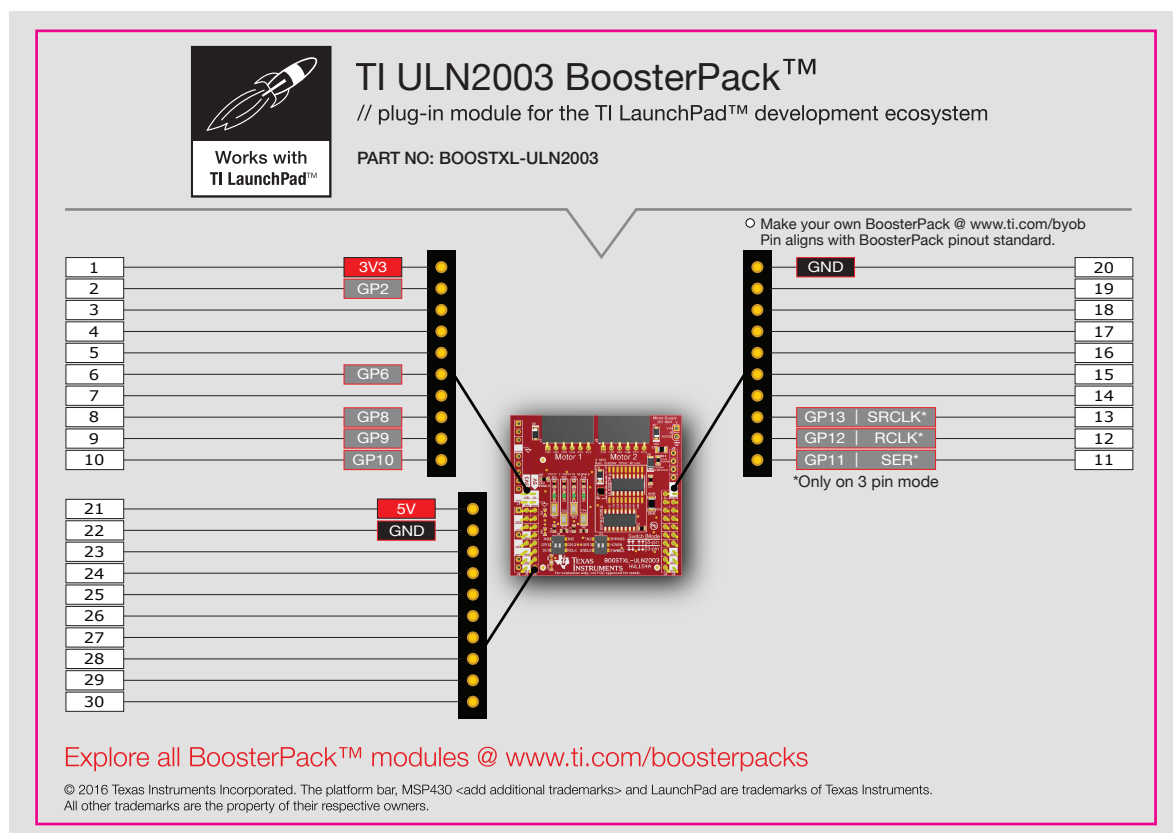 TI ULN2003 BoosterPack™
// plug-in module for the TI LaunchPad™ development ecosystem
Works with
TI LaunchPad™
PART NO: BOOSTXL-ULN2003
Make your own BoosterPack @ www.ti.com/byob
Pin aligns with BoosterPack pinout standard.
1 3V3
2 GP2
3
4
5
6 GP6
7
8 GP8
9 GP9
10 GP10
GND 20
19
18
17
16
15
14
GP13 | SRCLK* 13
GP12 | RCLK* 12
GP11 | SER* 11
*Only on 3 pin mode
21 5V
22 GND
23
24
25
26
27
28
29
30
Motor Supply
Motor 1
Motor 2
Switch Mode
TEXAS
INSTRUMENTS
BOOSTXL-ULN2003
Explore all BoosterPack™ modules @ www.ti.com/boosterpacks
© 2016 Texas Instruments Incorporated. The platform bar, MSP430 <add additional trademarks> and LaunchPad are trademarks of Texas Instruments.
All other trademarks are the property of their respective owners.